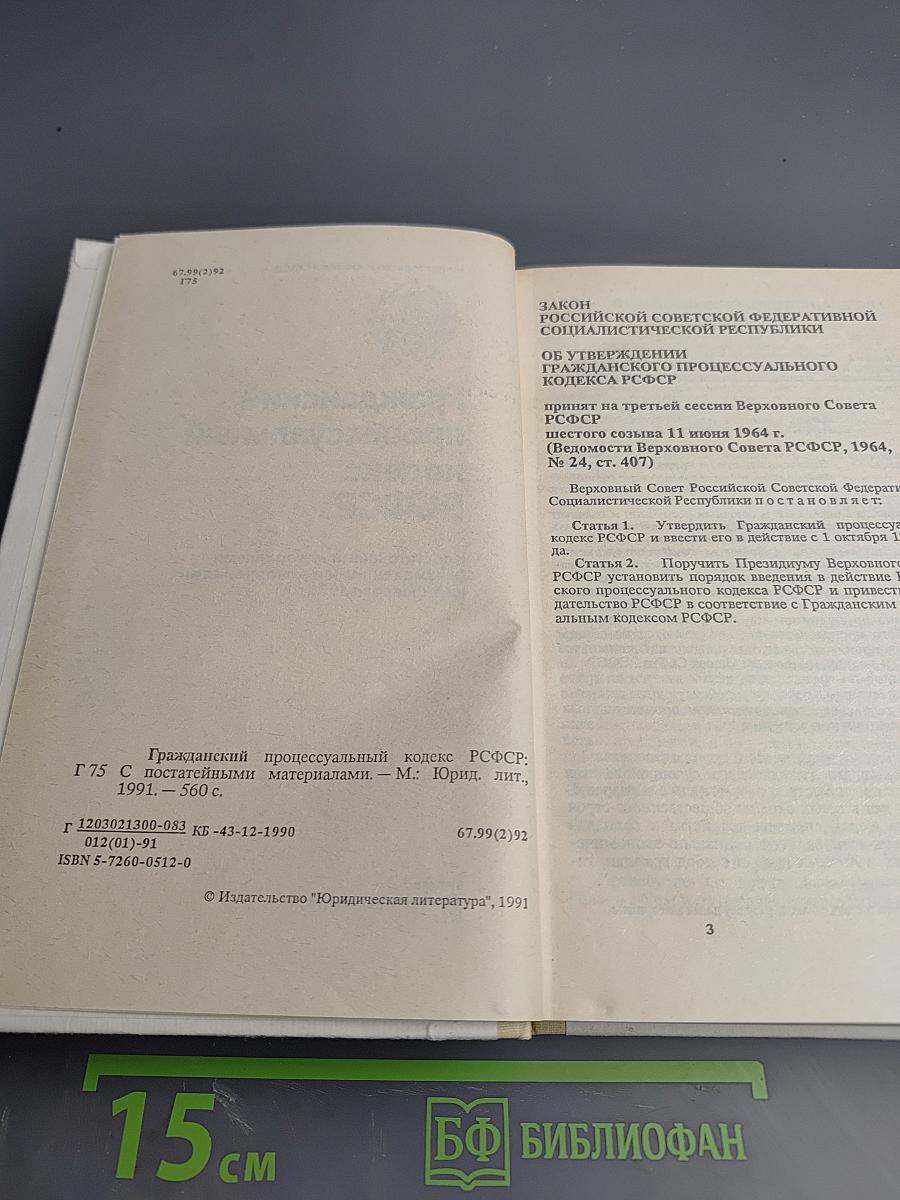 67.99(2)92
Г75
Гражданский процессуальный кодекс РСФСР:
Г 75 С постатейными материалами. — М.: Юрид. лит.,
1991. — 560 с.
Г 1203021300-083 КБ -43-12-1990 67.99(2)92
012(01)-91
ISBN 5-7260-0512-0
© Издательство "Юридическая литература", 1991
ЗАКОН
РОССИЙСКОЙ СОВЕТСКОЙ ФЕДЕРАТИВНОЙ
СОЦИАЛИСТИЧЕСКОЙ РЕСПУБЛИКИ
ОБ УТВЕРЖДЕНИИ
ГРАЖДАНСКОГО ПРОЦЕССУАЛЬНОГО
КОДЕКСА РСФСР
принят на третьей сессии Верховного Совета
РСФСР
шестого созыва 11 июня 1964 г.
(Ведомости Верховного Совета РСФСР, 1964,
№ 24, ст. 407)
Верховный Совет Российской Советской Федерати
Социалистической Республики п о с т а н о в л я е т:
Статья 1. Утвердить Гражданский процессуа
кодекс РСФСР и ввести его в действие с 1 октября 1
да.
Статья 2. Поручить Президиуму Верховного
РСФСР установить порядок введения в действие
ского процессуального кодекса РСФСР и привест
дательство РСФСР в соответствие с Гражданским
альным кодексом РСФСР.
3
15 см
БФ БИБЛИОФАН